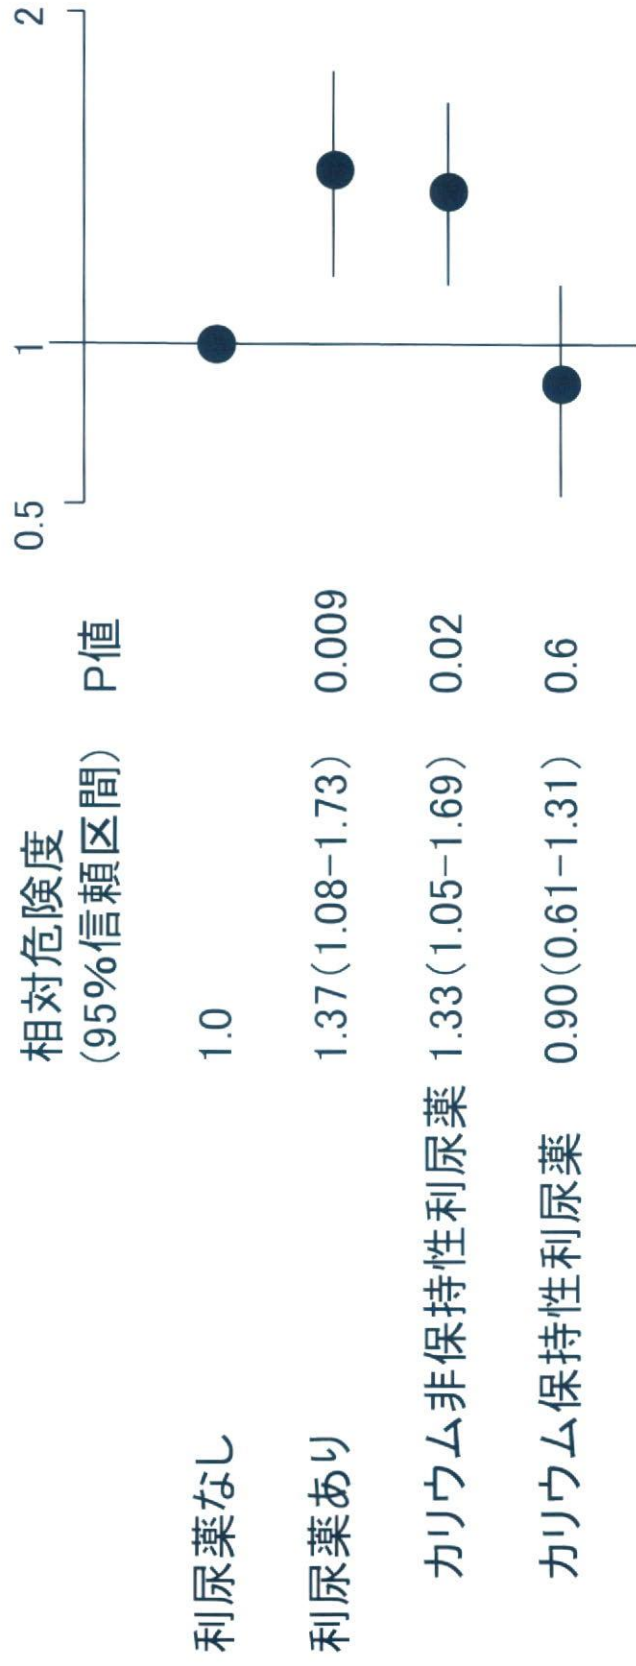 相対危険度
(95%信頼区間) P値
0.5 1 2
利尿薬なし 1.0
利尿薬あり 1.37(1.08-1.73) 0.009
カリウム非保持性利尿薬 1.33(1.05-1.69) 0.02
カリウム保持性利尿薬 0.90(0.61-1.31) 0.6